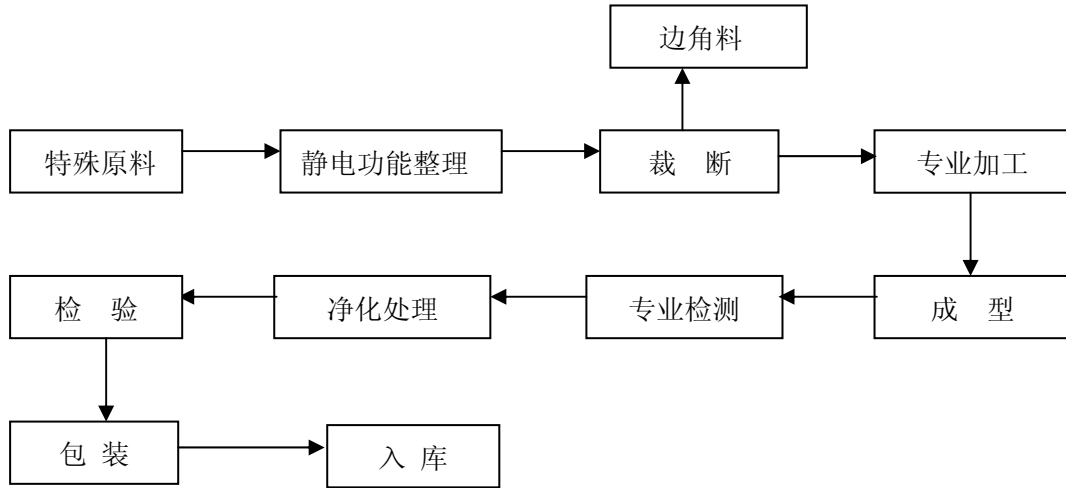 边角料
特殊原料
静电功能整理
裁 断
专业加工
成 型
专业检测
净化处理
检 验
包 装
入 库